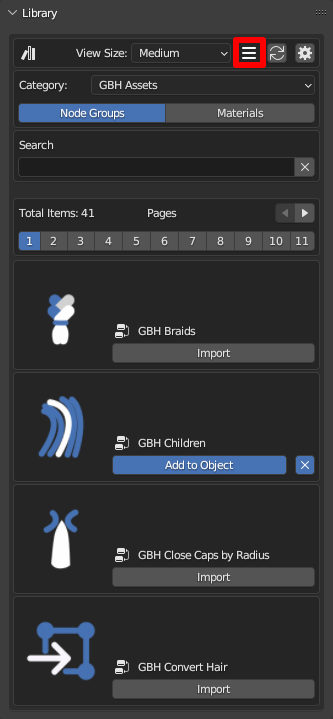 Library
View Size: Medium
Category: GBH Assets
Node Groups Materials
Search
Total Items: 41 Pages
1 2 3 4 5 6 7 8 9 10 11
GBH Braids
Import
GBH Children
Add to Object
GBH Close Caps by Radius
Import
GBH Convert Hair
Import